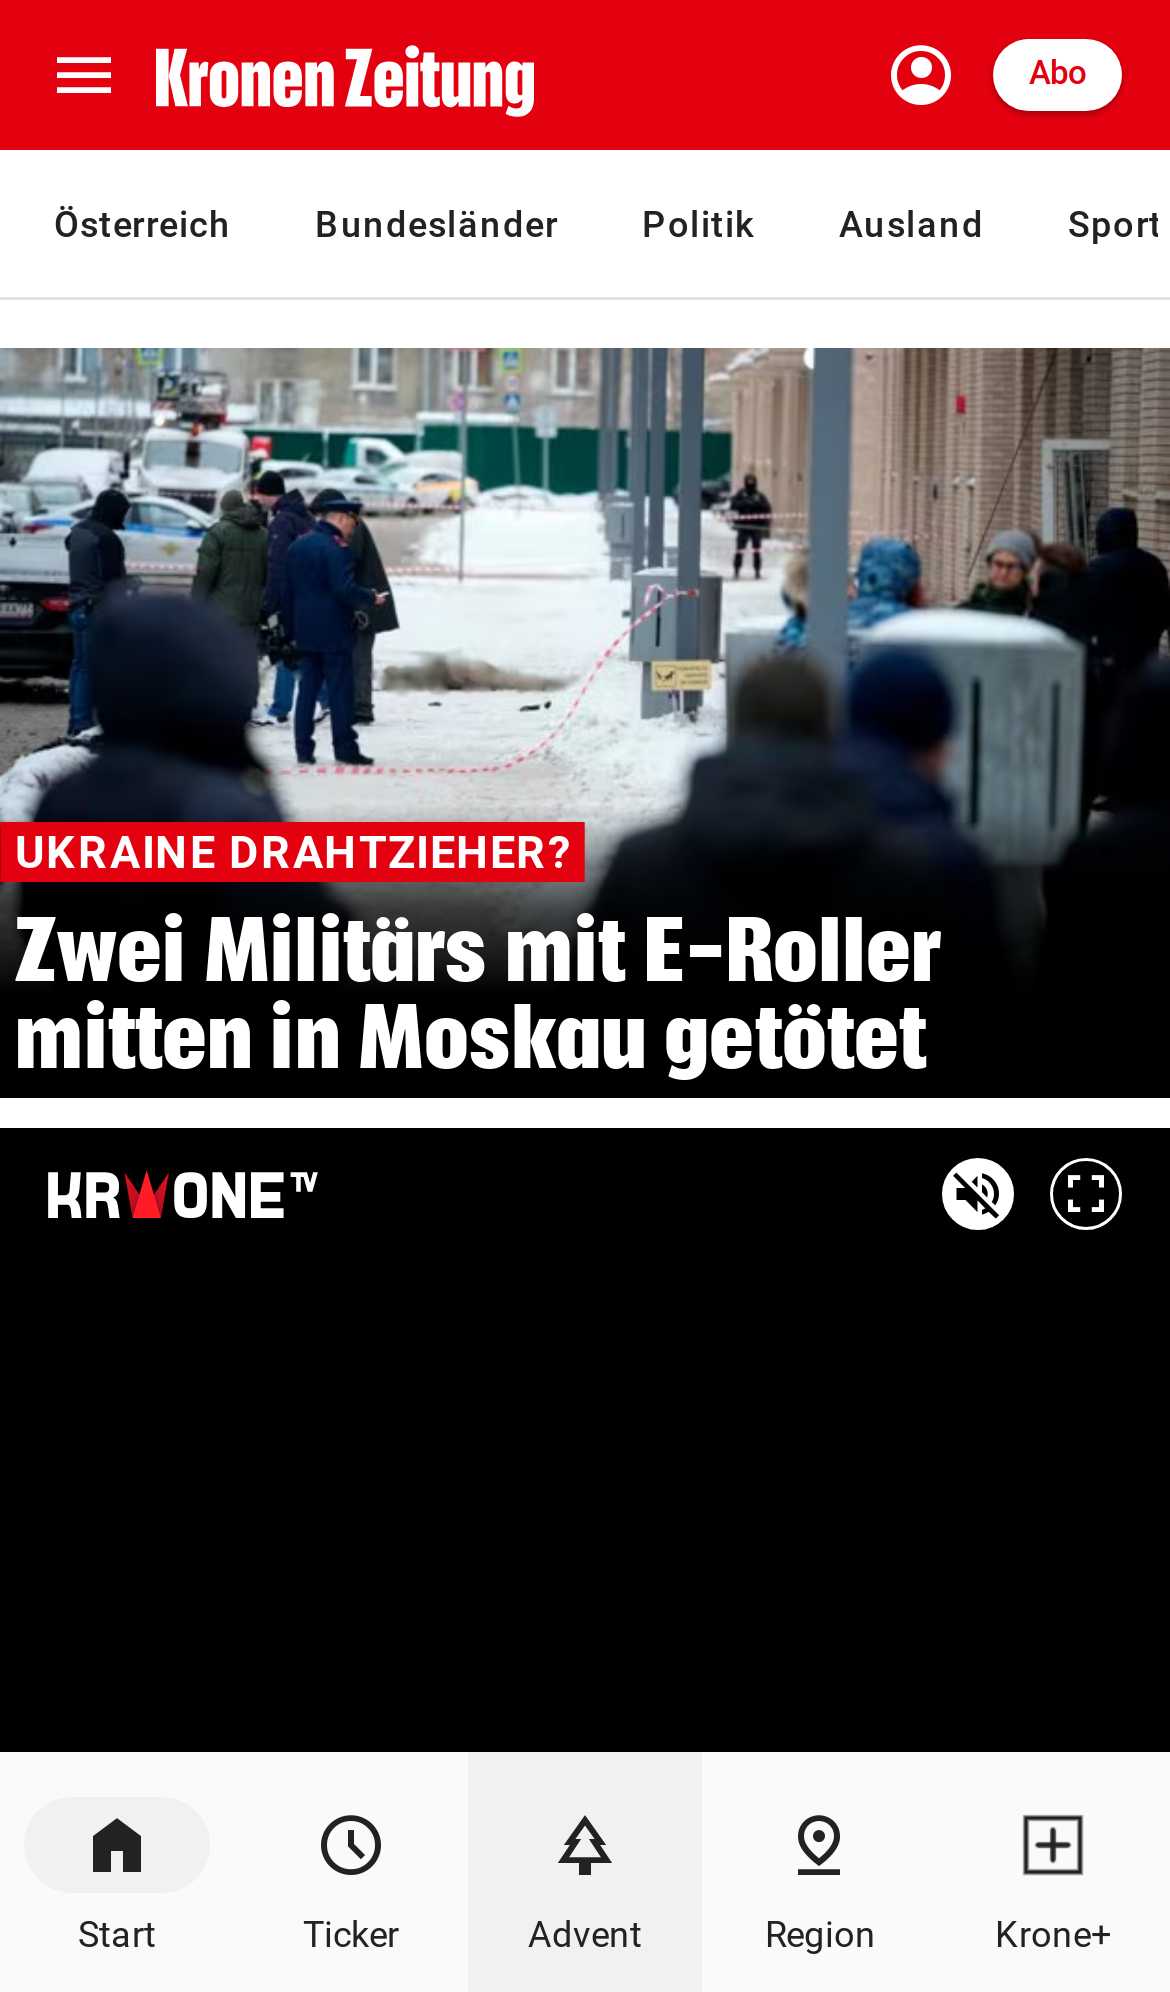 Kronen Zeitung
Abo
Österreich Bundesländer Politik Ausland Sport
UKRAINE DRAHTZIEHER?
Zwei Militärs mit E-Roller
mitten in Moskau getötet
KRONE TV
Start Ticker Advent Region Krone+